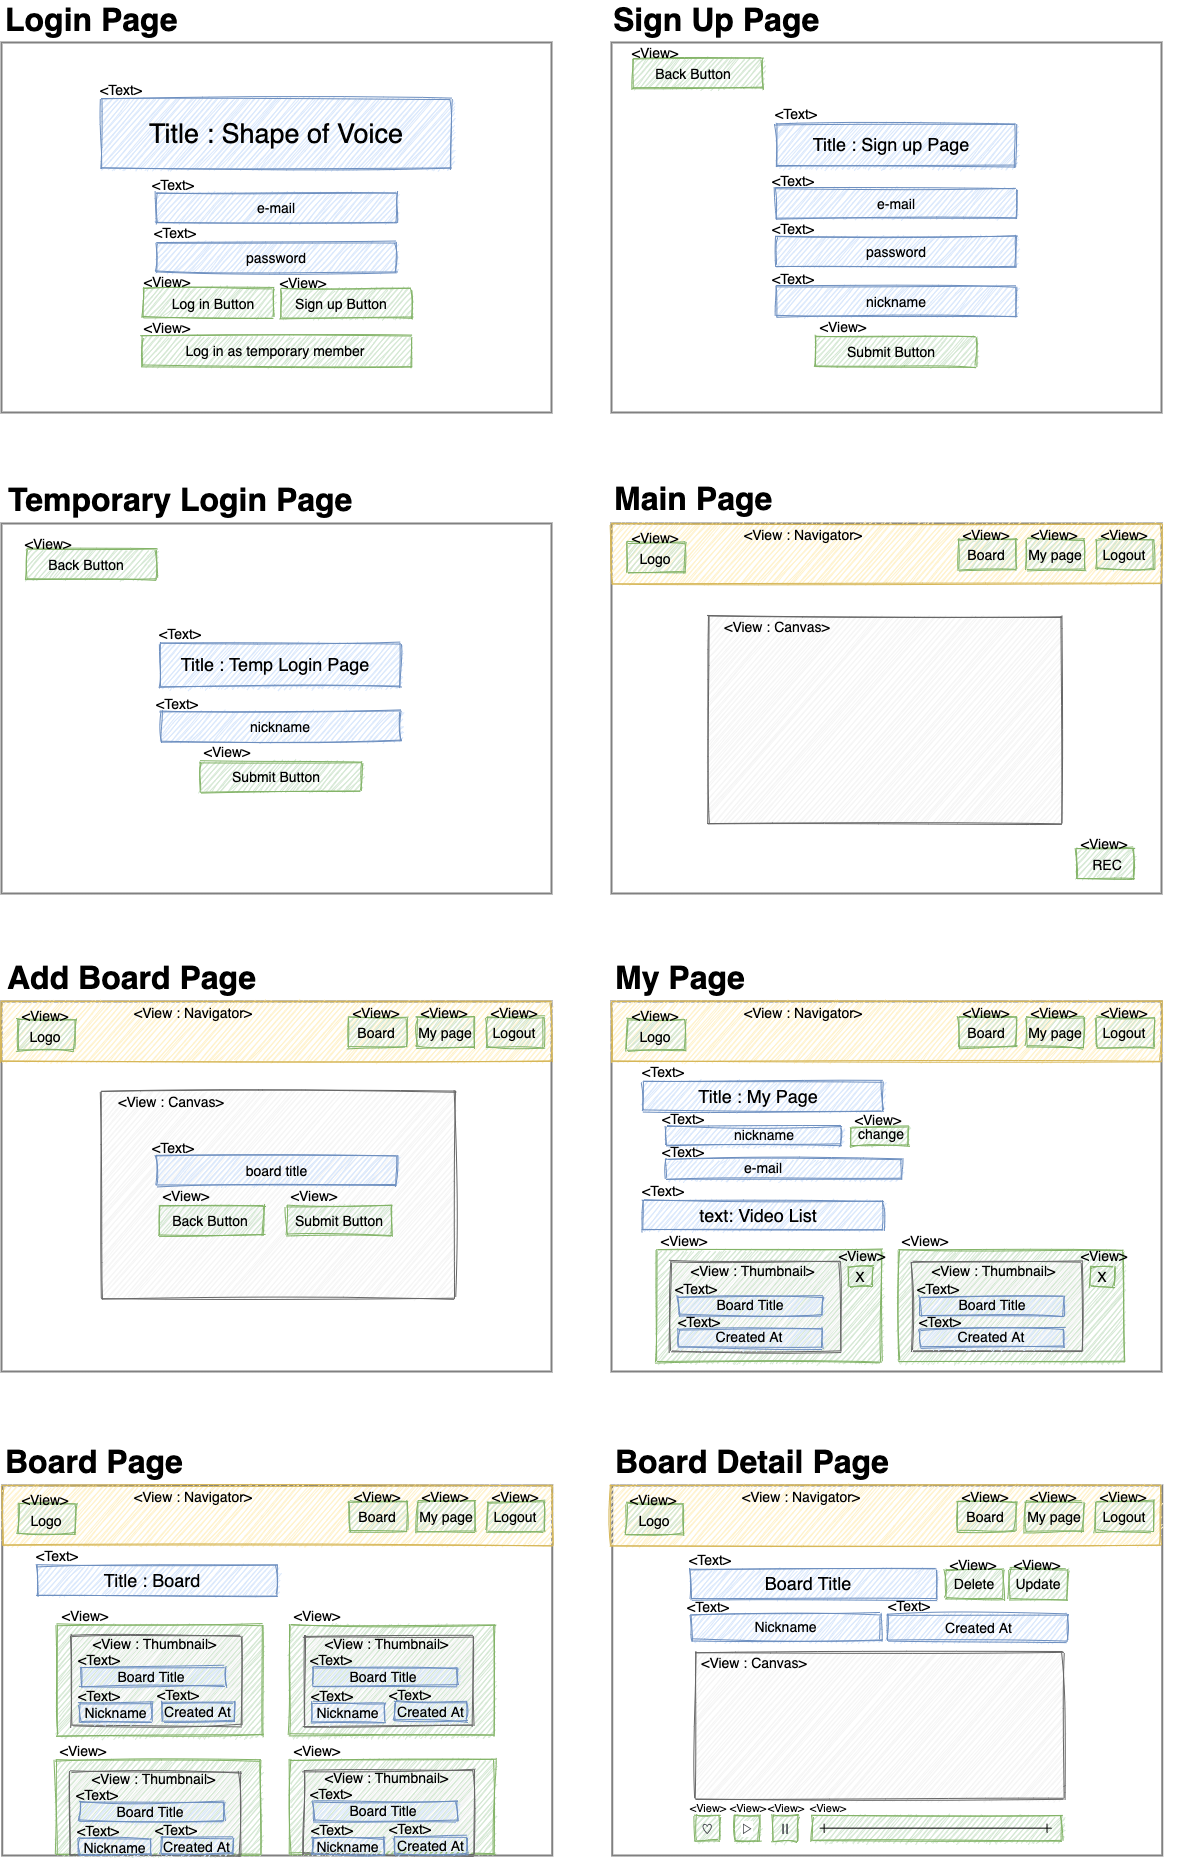 Login Page
<Text>
Title : Shape of Voice
<Text>
e-mail
<Text>
password
<View> <View>
Log in Button Sign up Button
<View>
Log in as temporary member
Sign Up Page
<View>
Back Button
<Text>
Title : Sign up Page
<Text>
e-mail
<Text>
password
<Text>
nickname
<View>
Submit Button
Temporary Login Page
<View>
Back Button
<Text>
Title : Temp Login Page
<Text>
nickname
<View>
Submit Button
Main Page
<View> <View : Navigator> <View> <View> <View>
Logo Board My page Logout
<View : Canvas>
<View>
REC
Add Board Page
<View> <View : Navigator> <View> <View> <View>
Logo Board My page Logout
<View : Canvas>
<Text>
board title
<View> <View>
Back Button Submit Button
My Page
<View> <View : Navigator> <View> <View> <View>
Logo Board My page Logout
<Text>
Title : My Page
<Text> <View>
nickname change
<Text>
e-mail
<Text>
text: Video List
<View> <View>
<View> <View>
<View : Thumbnail> X <View : Thumbnail> X
<Text> <Text>
Board Title Board Title
<Text> <Text>
Created At Created At
Board Page
<View> <View : Navigator> <View> <View> <View>
Logo Board My page Logout
<Text>
Title : Board
<View> <View>
<View : Thumbnail> <View : Thumbnail>
<Text> <Text>
Board Title Board Title
<Text> <Text> <Text> <Text>
Nickname Created At Nickname Created At
<View> <View>
<View : Thumbnail> <View : Thumbnail>
<Text> <Text>
Board Title Board Title
<Text> <Text> <Text> <Text>
Nickname Created At Nickname Created At
Board Detail Page
<View> <View : Navigator> <View> <View> <View>
Logo Board My page Logout
<Text> <View> <View>
Board Title Delete Update
<Text> <Text>
Nickname Created At
<View : Canvas>
<View> <View> <View> <View>